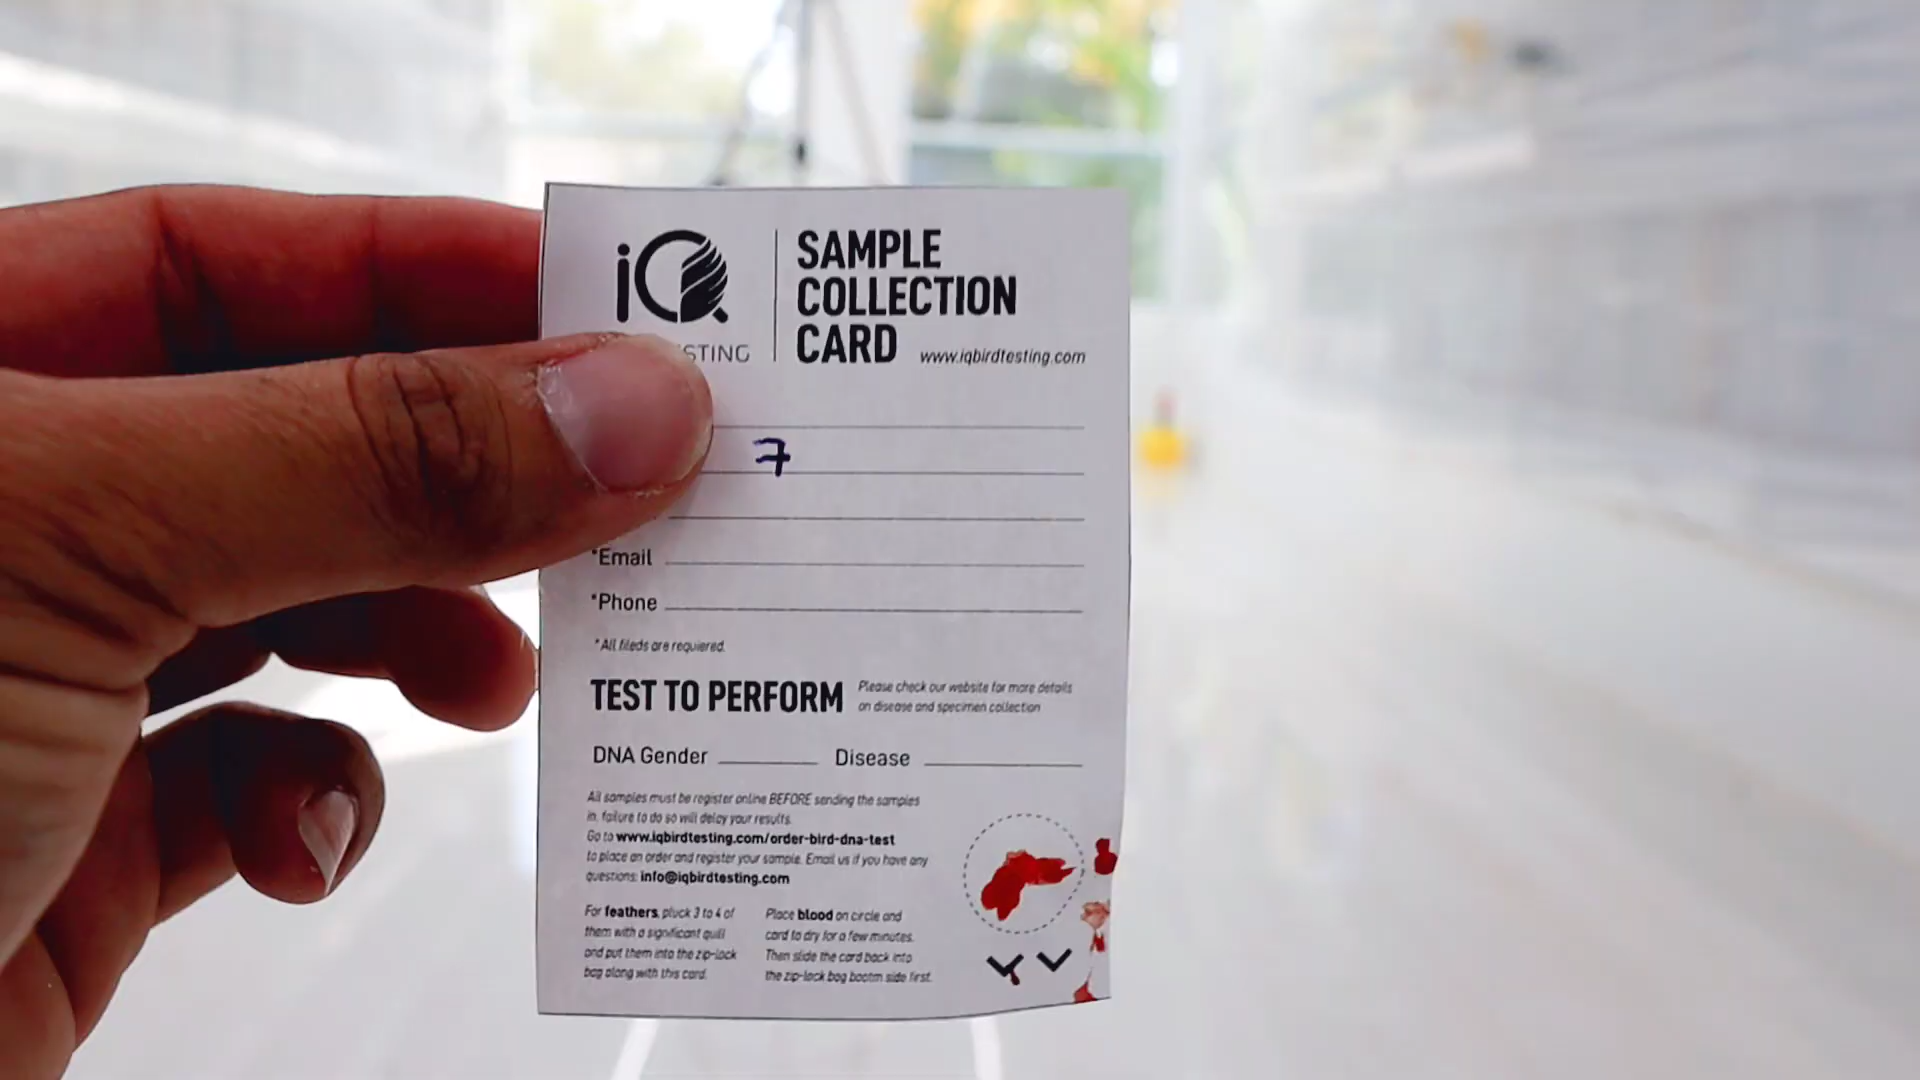 iQ
STING
SAMPLE
COLLECTION
CARD www.iqbirdtesting.com
7
*Email
*Phone
* All fileds are requiered.
TEST TO PERFORM
Please check our website for more details
on disease and specimen collection
DNA Gender Disease
All samples must be register online BEFORE sending the samples
in, failure to do so will delay your results.
Go to www.iqbirdtesting.com/order-bird-dna-test
to place an order and register your sample. Email us if you have any
questions: info@iqbirdtesting.com
For feathers, pluck 3 to 4 of
them with a significant quill
and put them into the zip-lock
bag along with this card.
Place blood on circle and
card to dry for a few minutes.
Then slide the card back into
the zip-lock bag bootm side first.